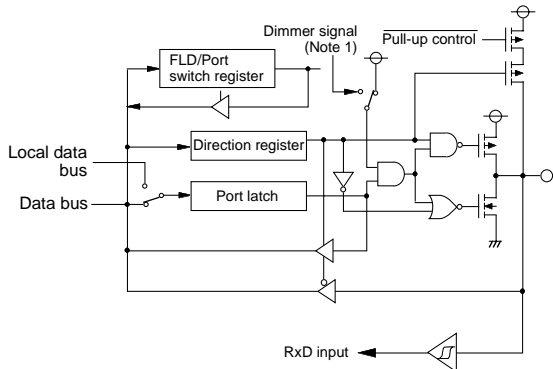 Dimmer signal
(Note 1)
Pull-up control
FLD/Port
switch register
Direction register
Local data
bus
Port latch
Data bus
RxD input